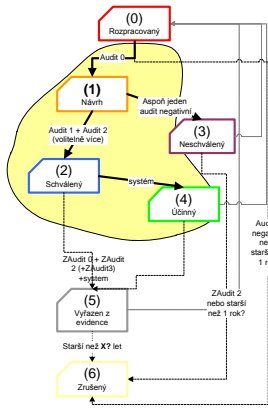 (0)
Rozpracovaný
Audit 0
(1)
Návrh
Aspoň jeden
audit negativní
Audit 1 + Audit 2
(volitelně více)
(3)
Neschválený
(2)
Schválený
systém
(4)
Účinný
ZAudit 0 + ZAudit
2 (+ZAudit3)
+system
ZAudit 2
nebo starší
než 1 rok?
(5)
Vyřazen z
evidence
Starší než X? let
(6)
Zrušený